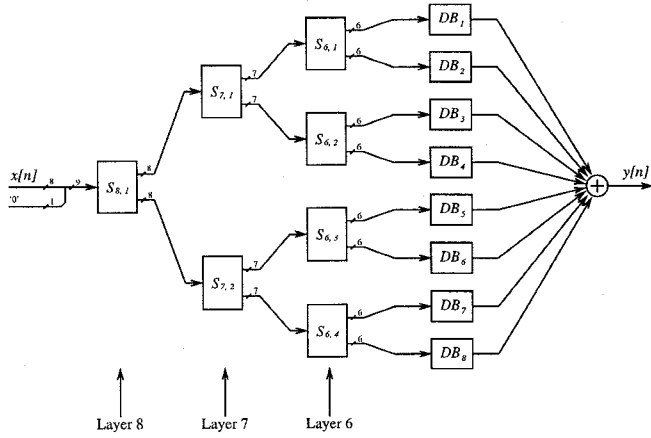 x[n]
8
9
'0'
1
S8, 1
8
8
S7, 1
7
7
S7, 2
7
7
S6, 1
6
6
S6, 2
6
6
S6, 3
6
6
S6, 4
6
6
DB1
DB2
DB3
DB4
DB5
DB6
DB7
DB8
+
y[n]
Layer 8
Layer 7
Layer 6